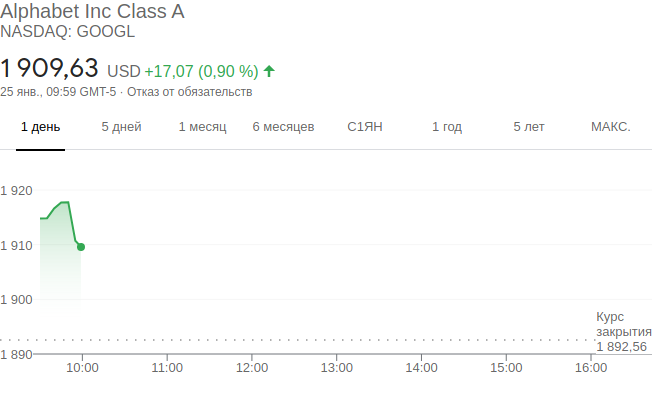 Alphabet Inc Class A
NASDAQ: GOOGL
1 909,63 USD +17,07 (0,90 %)
25 янв., 09:59 GMT-5 · Отказ от обязательств
1 день 5 дней 1 месяц 6 месяцев С1ЯН 1 год 5 лет МАКС.
1 920
1 910
1 900
Курс
закрытия
1 892,56
1 890
10:00 11:00 12:00 13:00 14:00 15:00 16:00